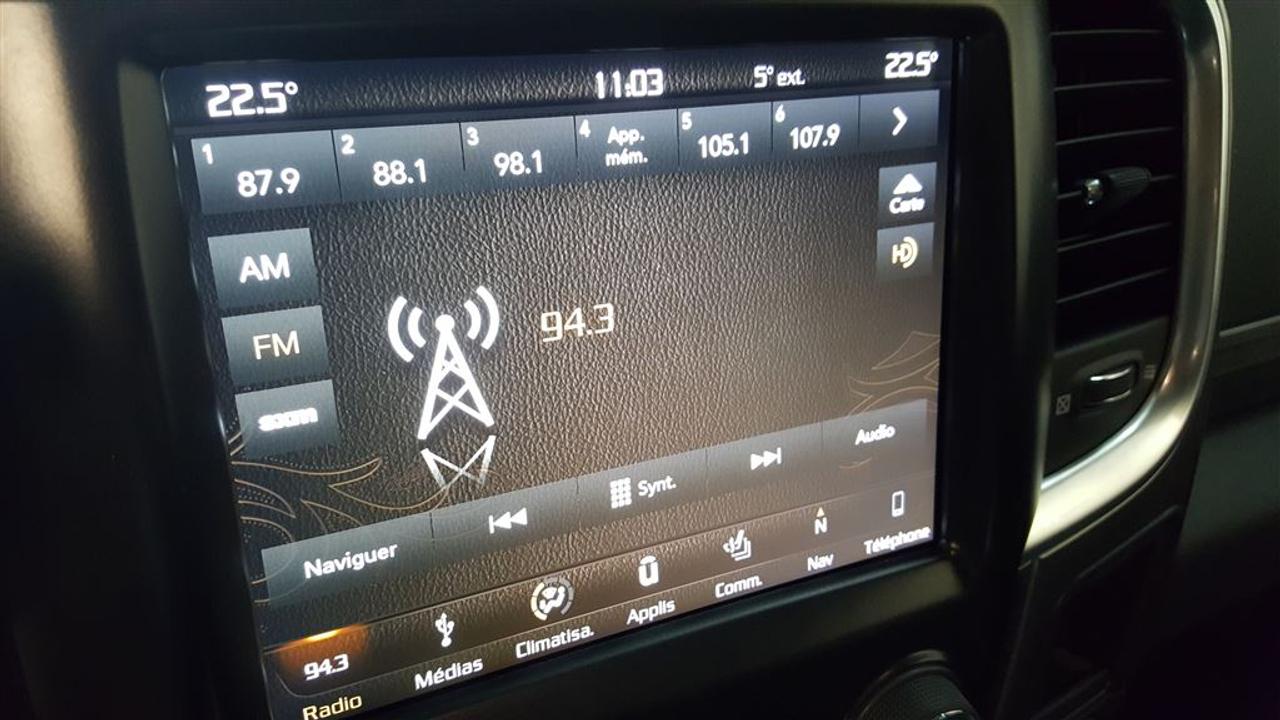 22.5° 11:03 5° ext. 22.5°
1 87.9 2 88.1 3 98.1 4 App. mém. 5 105.1 6 107.9
Carte
AM
HD
94.3
FM
Audio
Synt.
Naviguer
Téléphone
Nav
Comm.
Applis
Climatisa.
Médias
94.3
Radio